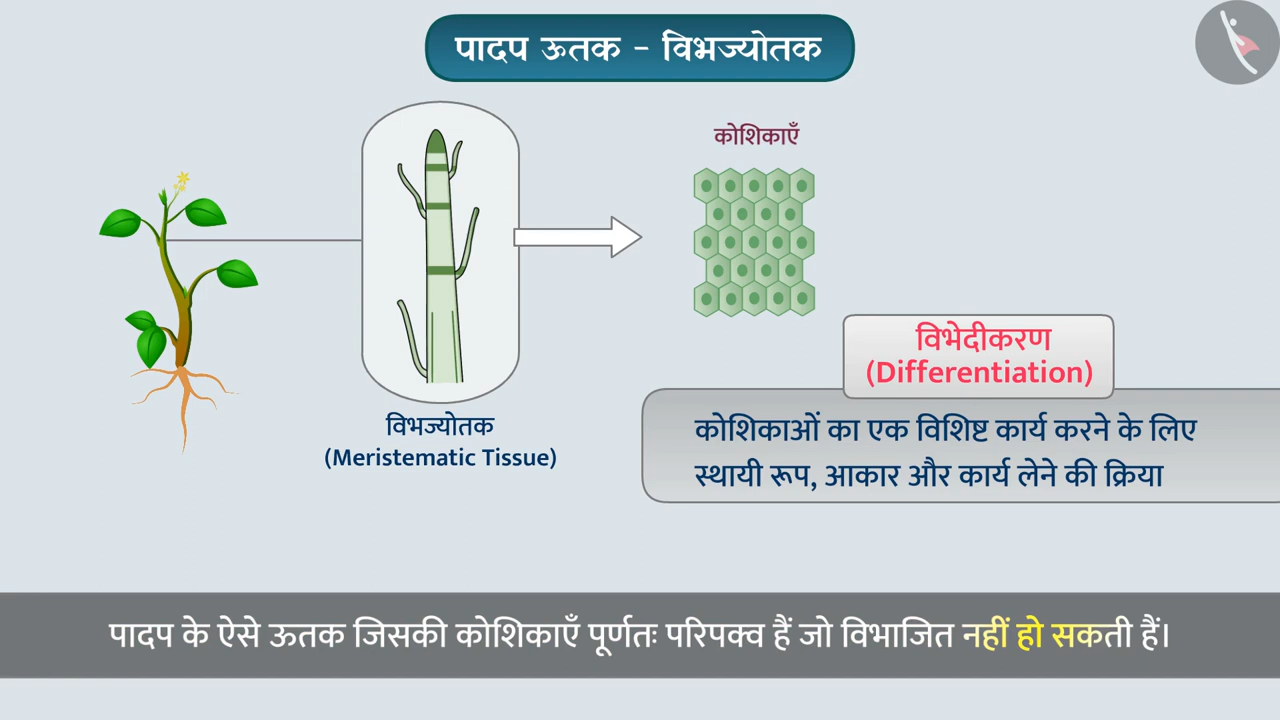 पादप ऊतक - विभज्योतक
कोशिकाएँ
विभज्योतक
(Meristematic Tissue)
विभेदीकरण
(Differentiation)
कोशिकाओं का एक विशिष्ट कार्य करने के लिए
स्थायी रूप, आकार और कार्य लेने की क्रिया
पादप के ऐसे ऊतक जिसकी कोशिकाएँ पूर्णतः परिपक्व हैं जो विभाजित नहीं हो सकती हैं।